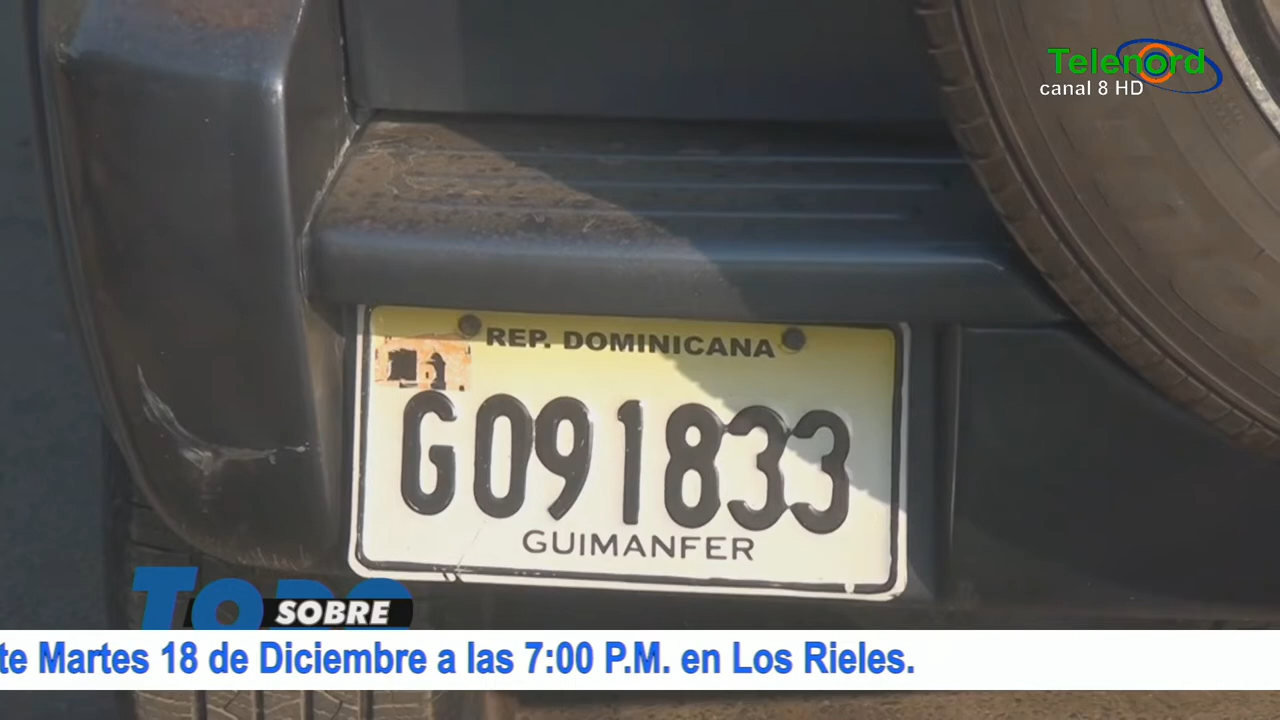 Telenord
canal 8 HD
REP. DOMINICANA
G091833
GUIMANFER
TODO
SOBRE
te Martes 18 de Diciembre a las 7:00 P.M. en Los Rieles.